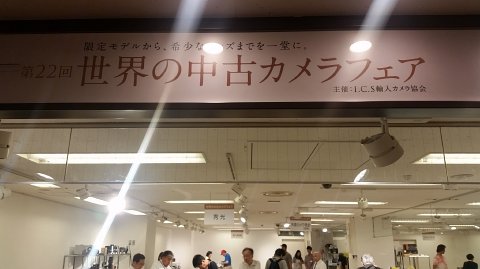 限定モデルから、希少なレンズまでを一堂に。
第22回 世界の中古カメラフェア
主催：I.C.S輸入カメラ協会